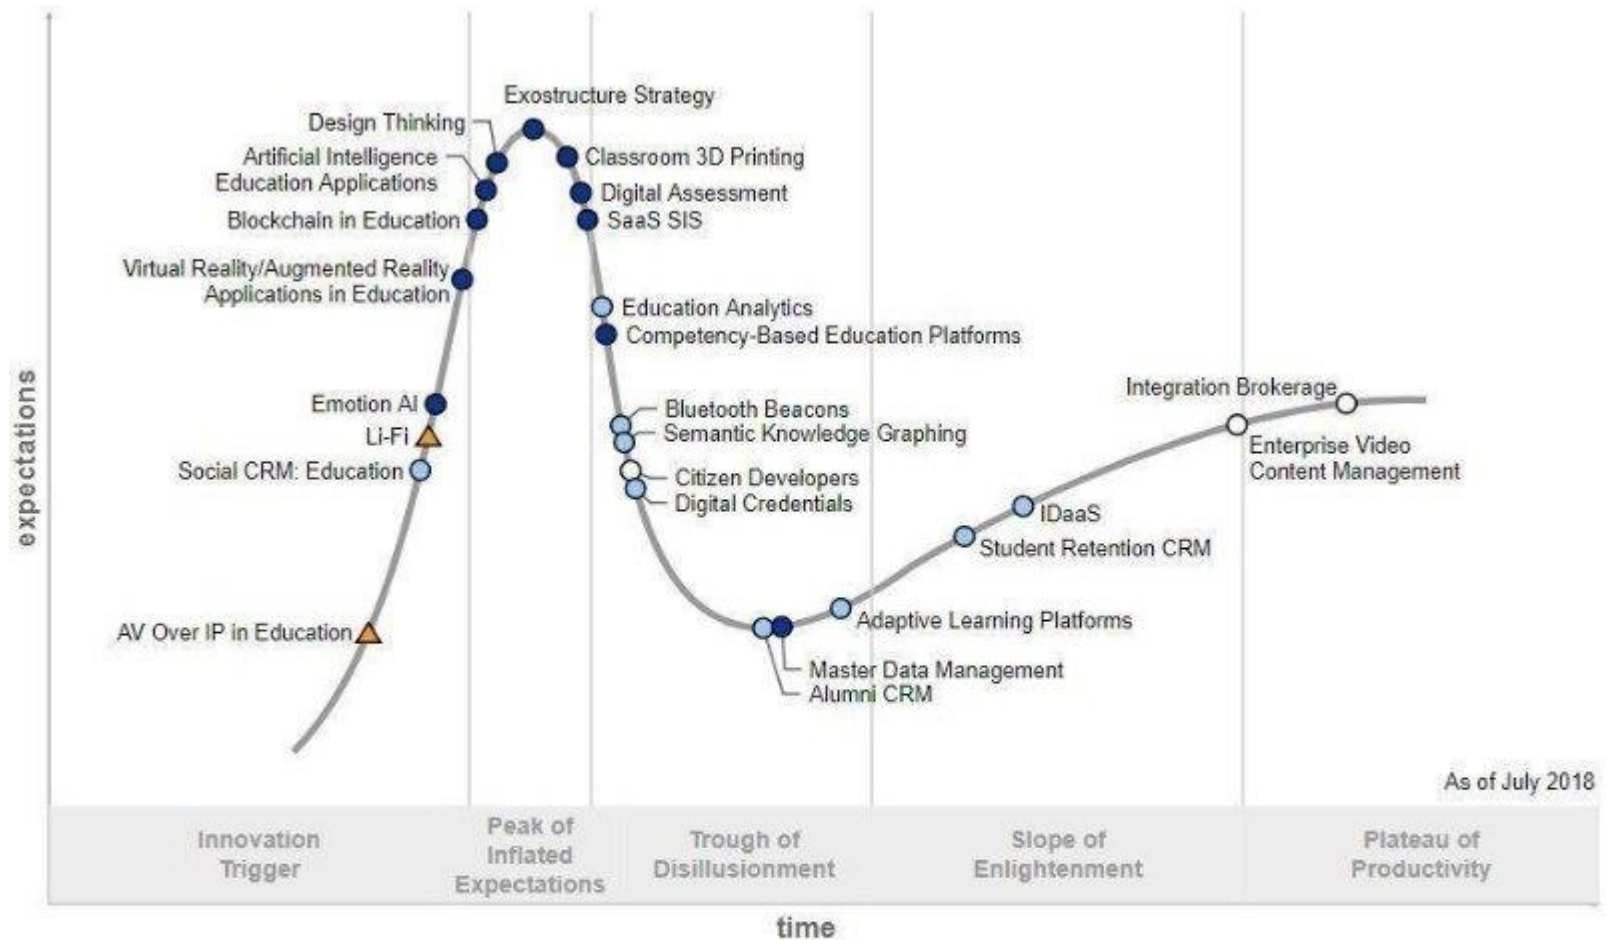 Exostructure Strategy
Design Thinking
Artificial Intelligence
Education Applications
Blockchain in Education
Virtual Reality/Augmented Reality
Applications in Education
Emotion AI
Li-Fi
Social CRM: Education
AV Over IP in Education
Classroom 3D Printing
Digital Assessment
SaaS SIS
Education Analytics
Competency-Based Education Platforms
Bluetooth Beacons
Semantic Knowledge Graphing
Citizen Developers
Digital Credentials
Integration Brokerage
Enterprise Video
Content Management
IDaaS
Student Retention CRM
Adaptive Learning Platforms
Master Data Management
Alumni CRM
expectations
As of July 2018
Innovation
Trigger
Peak of
Inflated
Expectations
Trough of
Disillusionment
Slope of
Enlightenment
Plateau of
Productivity
time